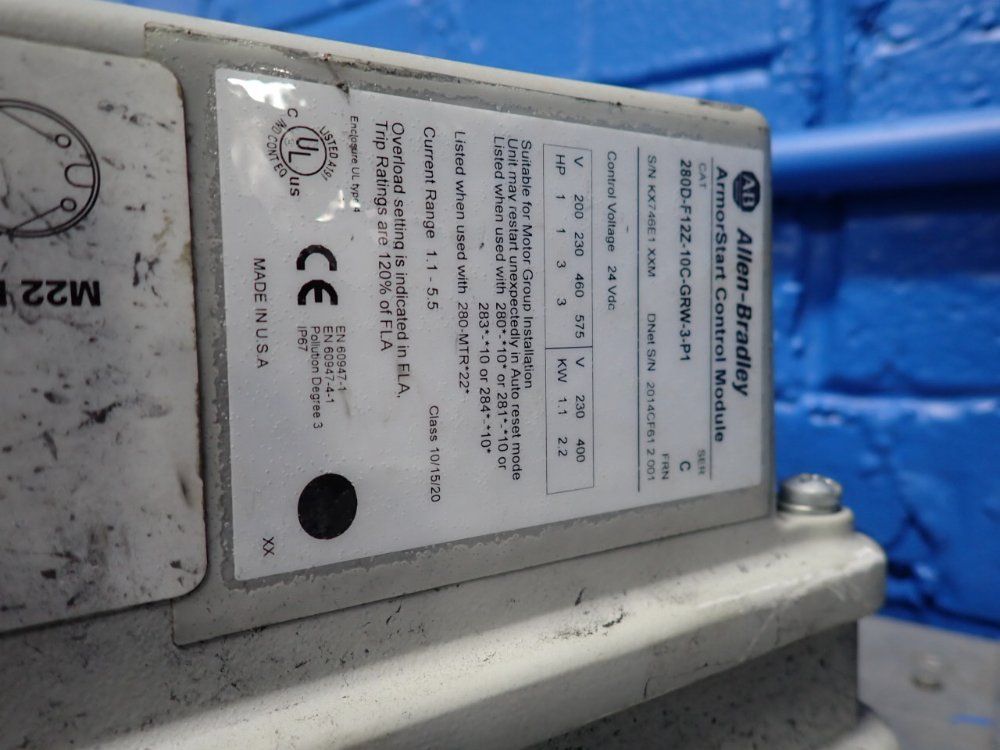 AB Allen-Bradley
ArmorStart Control Module
CAT SER
280D-F12Z-10C-GRW-3-P1 C
FRN
S/N KX746E1 XXM DNet S/N 2014CF61 2.001
Control Voltage 24 Vdc
V 200 230 460 575 V 230 400
HP 1 1 3 3 KW 1.1 2.2
Suitable for Motor Group Installation
Unit may restart unexpectedly in Auto reset mode
Listed when used with 280*-*10* or 281*-*10 or
283*-*10 or 284*-*10*
Listed when used with 280-MTR*22*
Current Range 1.1 - 5.5 Class 10/15/20
Overload setting is indicated in FLA,
Trip Ratings are 120% of FLA
Enclosure UL type 4
C UL US
LISTED
IND CONT EQ
CE
EN 60947-1
EN 60947-4-1
Pollution Degree 3
IP67
MADE IN U.S.A
XX
M22